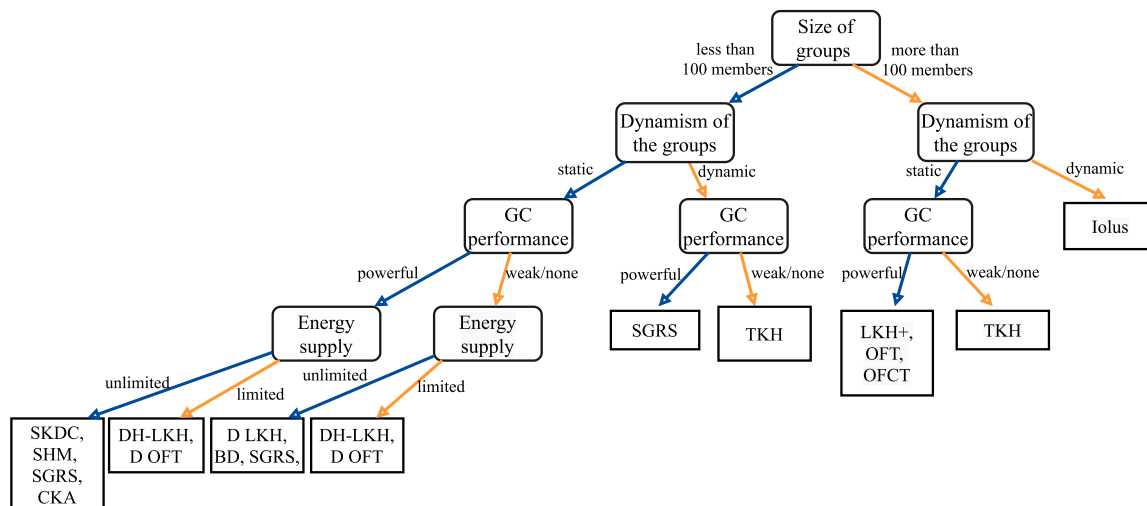 Size of
groups
less than
100 members
more than
100 members
Dynamism of
the groups
Dynamism of
the groups
static
dynamic
static
dynamic
GC
performance
GC
performance
GC
performance
Iolus
powerful
weak/none
powerful
weak/none
powerful
weak/none
Energy
supply
Energy
supply
SGRS
TKH
LKH+,
OFT,
OFCT
TKH
unlimited
limited
unlimited
limited
SKDC,
SHM,
SGRS,
CKA
DH-LKH,
D OFT
D LKH,
BD, SGRS,
DH-LKH,
D OFT